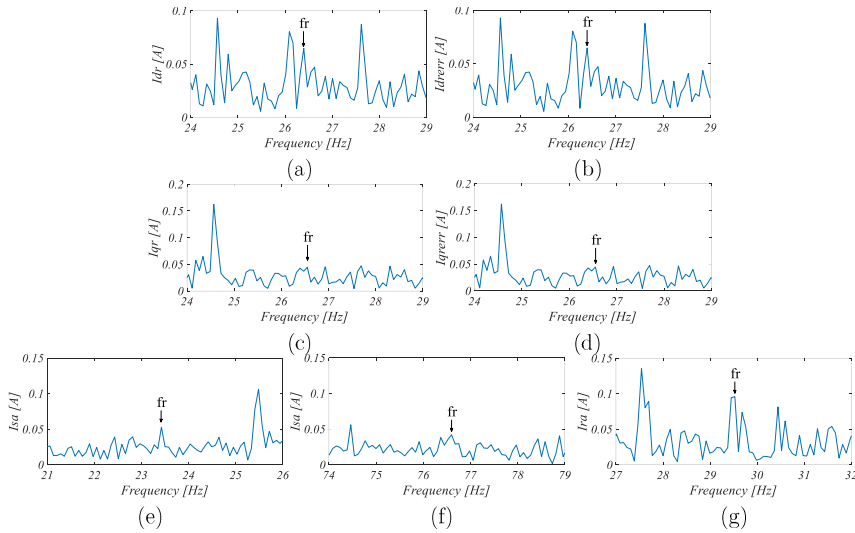 0.1
0.05
0
Idr [A]
fr
24 25 26 27 28 29
Frequency [Hz]
(a)
0.1
0.05
0
Idrerr [A]
fr
24 25 26 27 28 29
Frequency [Hz]
(b)
0.2
0.15
0.1
0.05
0
Iqr [A]
fr
24 25 26 27 28 29
Frequency [Hz]
(c)
0.2
0.15
0.1
0.05
0
Iqrerr [A]
fr
24 25 26 27 28 29
Frequency [Hz]
(d)
0.15
0.1
0.05
0
Isa [A]
fr
21 22 23 24 25 26
Frequency [Hz]
(e)
0.15
0.1
0.05
0
Isa [A]
fr
74 75 76 77 78 79
Frequency [Hz]
(f)
0.15
0.1
0.05
0
Ira [A]
fr
27 28 29 30 31 32
Frequency [Hz]
(g)